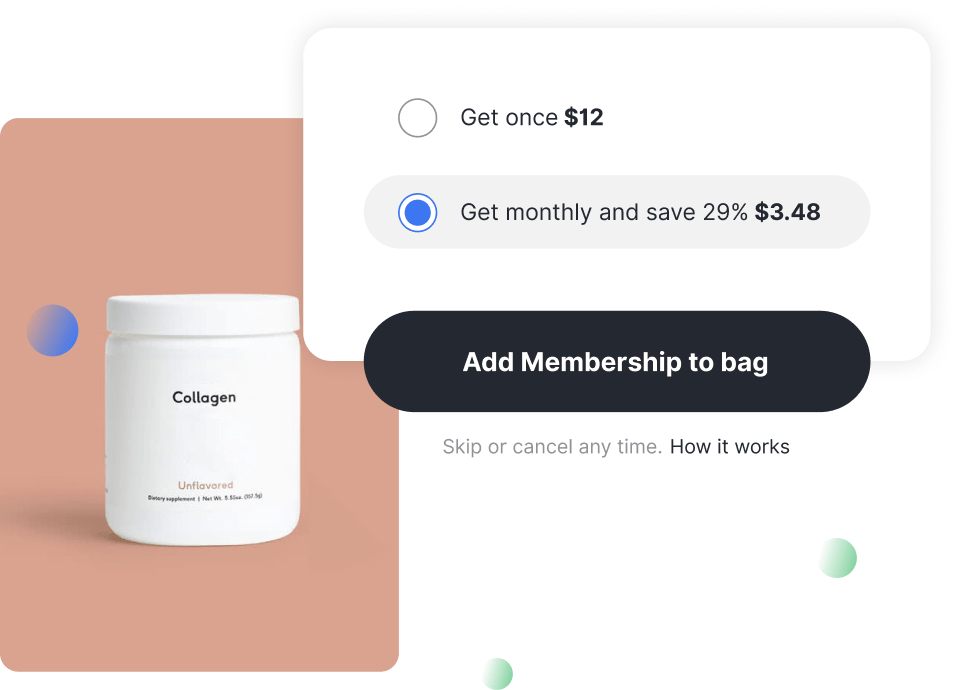 Get once $12
Get monthly and save 29% $3.48
Add Membership to bag
Skip or cancel any time. How it works
Collagen
Unflavored
Dietary supplement | Net Wt. 5.55oz. (157.5g)